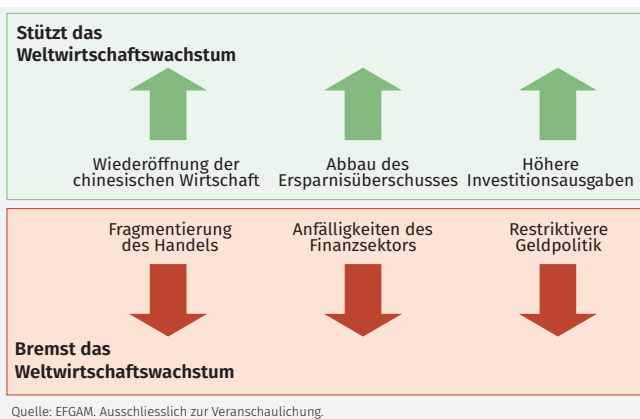 Stützt das
Weltwirtschaftswachstum
Wiederöffnung der
chinesischen Wirtschaft
Abbau des
Ersparnisüberschusses
Höhere
Investitionsausgaben
Fragmentierung
des Handels
Anfälligkeiten des
Finanzsektors
Restriktivere
Geldpolitik
Bremst das
Weltwirtschaftswachstum
Quelle: EFGAM. Ausschliesslich zur Veranschaulichung.